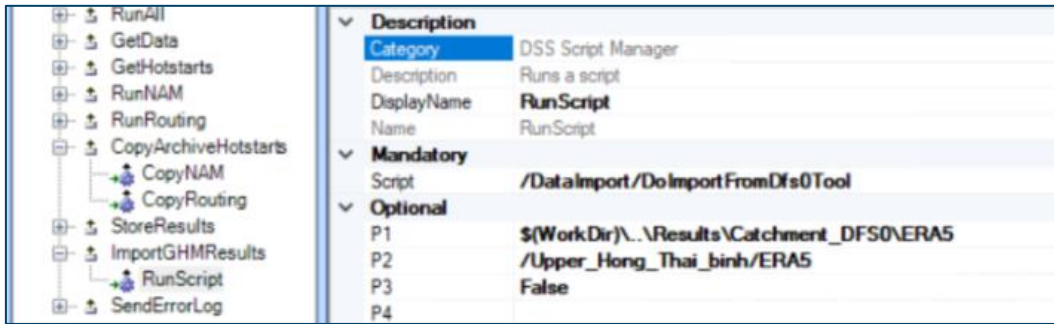 RunAll
GetData
GetHotstarts
RunNAM
RunRouting
CopyArchiveHotstarts
CopyNAM
CopyRouting
StoreResults
ImportGHMResults
RunScript
SendErrorLog
Description
Category DSS Script Manager
Description Runs a script
DisplayName RunScript
Name RunScript
Mandatory
Script /DataImport/DoImportFromDfs0Tool
Optional
P1 $(WorkDir)\..\Results\Catchment_DFS0\ERA5
P2 /Upper_Hong_Thai_binh/ERA5
P3 False
P4